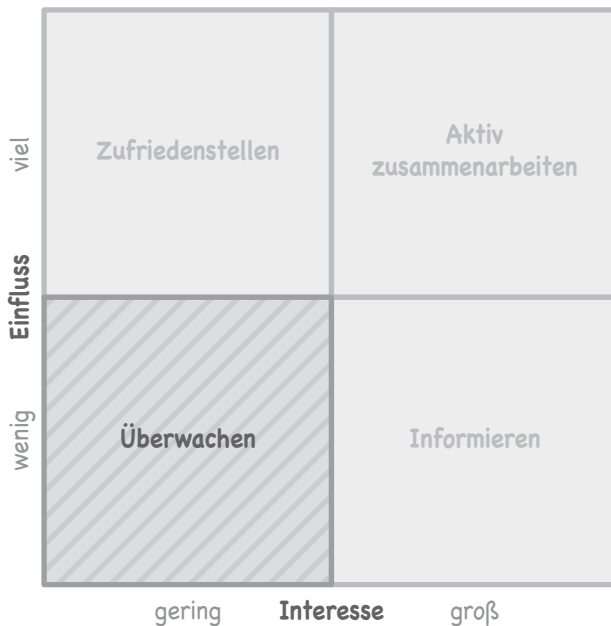 viel
Zufriedenstellen
Aktiv
zusammenarbeiten
Einfluss
wenig
Überwachen
Informieren
gering
Interesse
groß